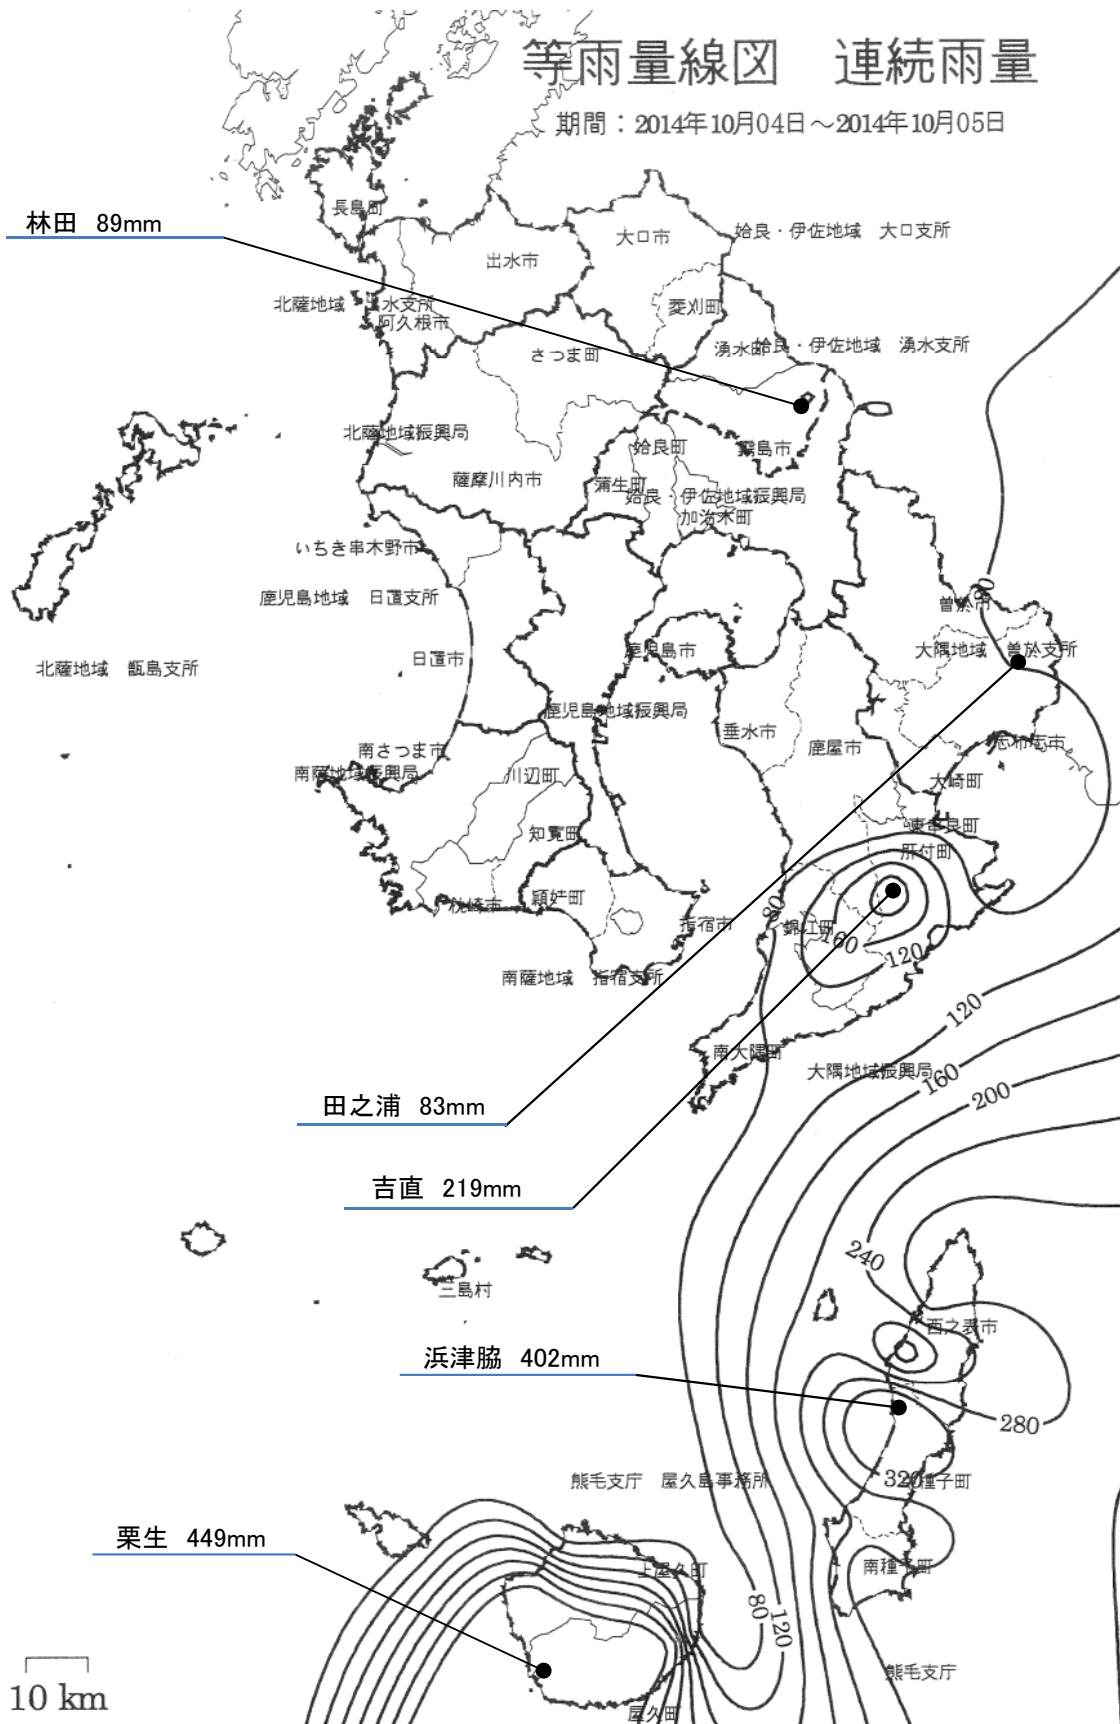 等雨量線図　連続雨量
期間：2014年10月04日～2014年10月05日
長島町
林田 89mm
大口市
姶良・伊佐地域 大口支所
出水市
北薩地域 出水支所
菱刈町
阿久根市
さつま町
湧水町
姶良・伊佐地域 湧水支所
北薩地域振興局
姶良町
霧島市
薩摩川内市
蒲生町
姶良・伊佐地域振興局
加治木町
いちき串木野市
80
鹿児島地域 日置支所
曽於市
日置市
鹿児島市
大隅地域 曽於支所
北薩地域 甑島支所
鹿児島地域振興局
垂水市
鹿屋市
志布志市
南さつま市
南薩地域振興局
川辺町
大崎町
知覧町
東串良町
肝付町
頴娃町
枕崎市
80
指宿市
錦江町
160
120
南薩地域 指宿支所
120
南大隅町
大隅地域振興局
160
200
田之浦 83mm
吉直 219mm
240
三島村
西之表市
浜津脇 402mm
280
熊毛支庁 屋久島事務所
320
中種子町
栗生 449mm
上屋久町
南種子町
80
120
熊毛支庁
10 km
屋久町